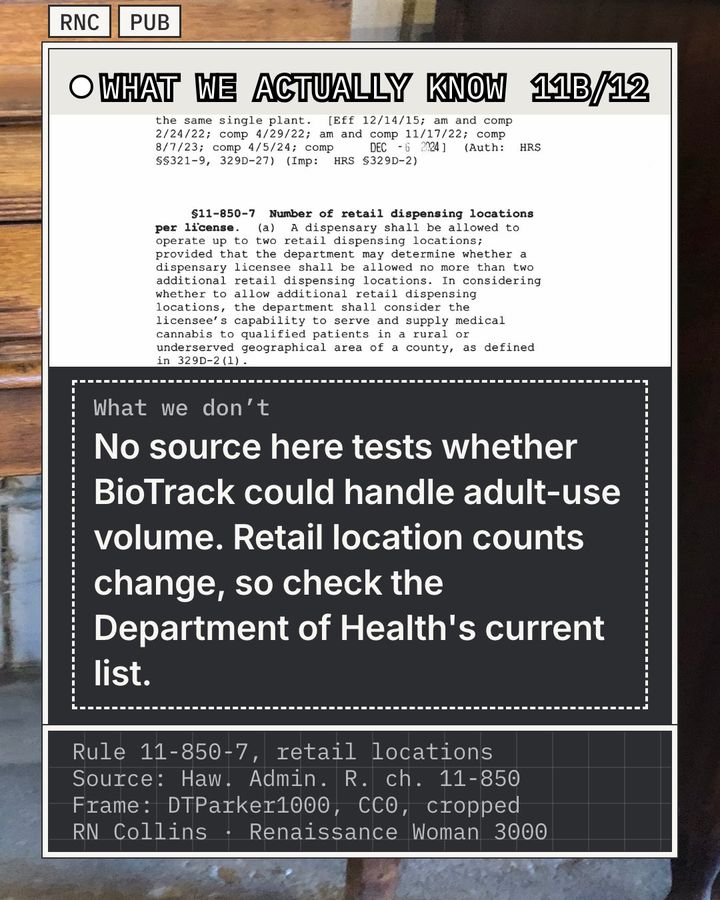 RNC PUB
WHAT WE ACTUALLY KNOW 11B/12
the same single plant. [Eff 12/14/15; am and comp
2/24/22; comp 4/29/22; am and comp 11/17/22; comp
8/7/23; comp 4/5/24; comp DEC - 6 2024] (Auth: HRS
§§321-9, 329D-27) (Imp: HRS §329D-2)
§11-850-7 Number of retail dispensing locations
per license. (a) A dispensary shall be allowed to
operate up to two retail dispensing locations;
provided that the department may determine whether a
dispensary licensee shall be allowed no more than two
additional retail dispensing locations. In considering
whether to allow additional retail dispensing
locations, the department shall consider the
licensee's capability to serve and supply medical
cannabis to qualified patients in a rural or
underserved geographical area of a county, as defined
in 329D-2(1).
What we don’t
No source here tests whether
BioTrack could handle adult-use
volume. Retail location counts
change, so check the
Department of Health's current
list.
Rule 11-850-7, retail locations
Source: Haw. Admin. R. ch. 11-850
Frame: DTParker1000, CC0, cropped
RN Collins · Renaissance Woman 3000